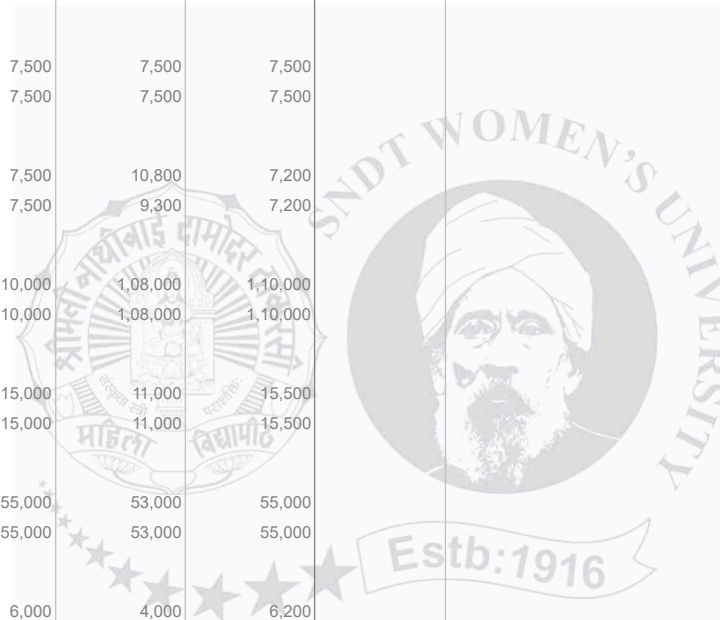 7,500 7,500 7,500
7,500 7,500 7,500
SNDT WOMEN'S UNIVERSITY
7,500 10,800 7,200
7,500 9,300 7,200
श्रीमती नाथीबाई दामोदर ठाकरसी
10,000 1,08,000 1,10,000
10,000 1,08,000 1,10,000
संस्कृता स्त्री पराशक्तिः
15,000 11,000 15,500
15,000 11,000 15,500
महिला विद्यापीठ
55,000 53,000 55,000
55,000 53,000 55,000
Estb:1916
6,000 4,000 6,200